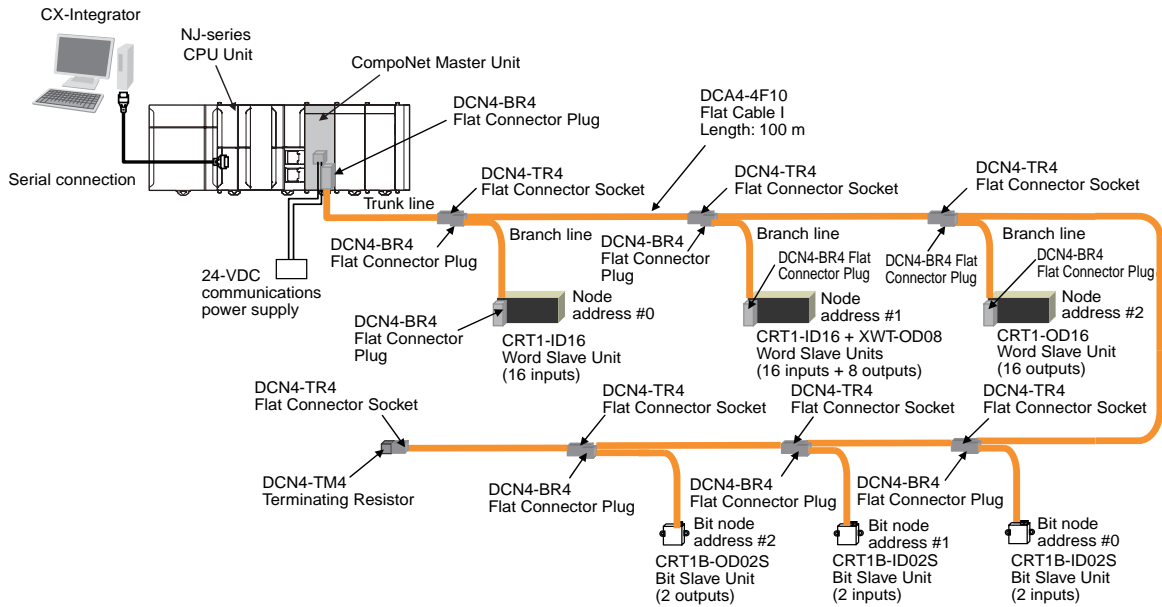 CX-Integrator
NJ-series
CPU Unit
CompoNet Master Unit
DCN4-BR4
Flat Connector Plug
DCA4-4F10
Flat Cable I
Length: 100 m
Serial connection
DCN4-TR4
Flat Connector Socket
DCN4-TR4
Flat Connector Socket
DCN4-TR4
Flat Connector Socket
Trunk line
DCN4-BR4
Flat Connector Plug
Branch line
DCN4-BR4
Flat Connector
Plug
Branch line
DCN4-BR4 Flat
Connector Plug
DCN4-BR4 Flat
Connector Plug
Branch line
DCN4-BR4
Flat Connector Plug
24-VDC
communications
power supply
DCN4-BR4
Flat Connector
Plug
Node
address #0
CRT1-ID16
Word Slave Unit
(16 inputs)
Node
address #1
CRT1-ID16 + XWT-OD08
Word Slave Units
(16 inputs + 8 outputs)
Node
address #2
CRT1-OD16
Word Slave Unit
(16 outputs)
DCN4-TR4
Flat Connector Socket
DCN4-TR4
Flat Connector Socket
DCN4-TR4
Flat Connector Socket
DCN4-TR4
Flat Connector Socket
DCN4-TM4
Terminating Resistor
DCN4-BR4
Flat Connector Plug
DCN4-BR4
Flat Connector Plug
DCN4-BR4
Flat Connector Plug
Bit node
address #2
CRT1B-OD02S
Bit Slave Unit
(2 outputs)
Bit node
address #1
CRT1B-ID02S
Bit Slave Unit
(2 inputs)
Bit node
address #0
CRT1B-ID02S
Bit Slave Unit
(2 inputs)